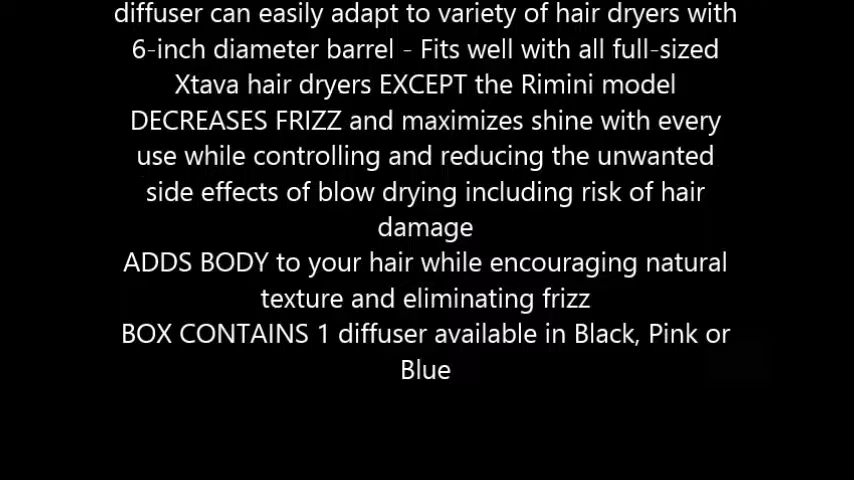 diffuser can easily adapt to variety of hair dryers with
6-inch diameter barrel - Fits well with all full-sized
Xtava hair dryers EXCEPT the Rimini model
DECREASES FRIZZ and maximizes shine with every
use while controlling and reducing the unwanted
side effects of blow drying including risk of hair
damage
ADDS BODY to your hair while encouraging natural
texture and eliminating frizz
BOX CONTAINS 1 diffuser available in Black, Pink or
Blue